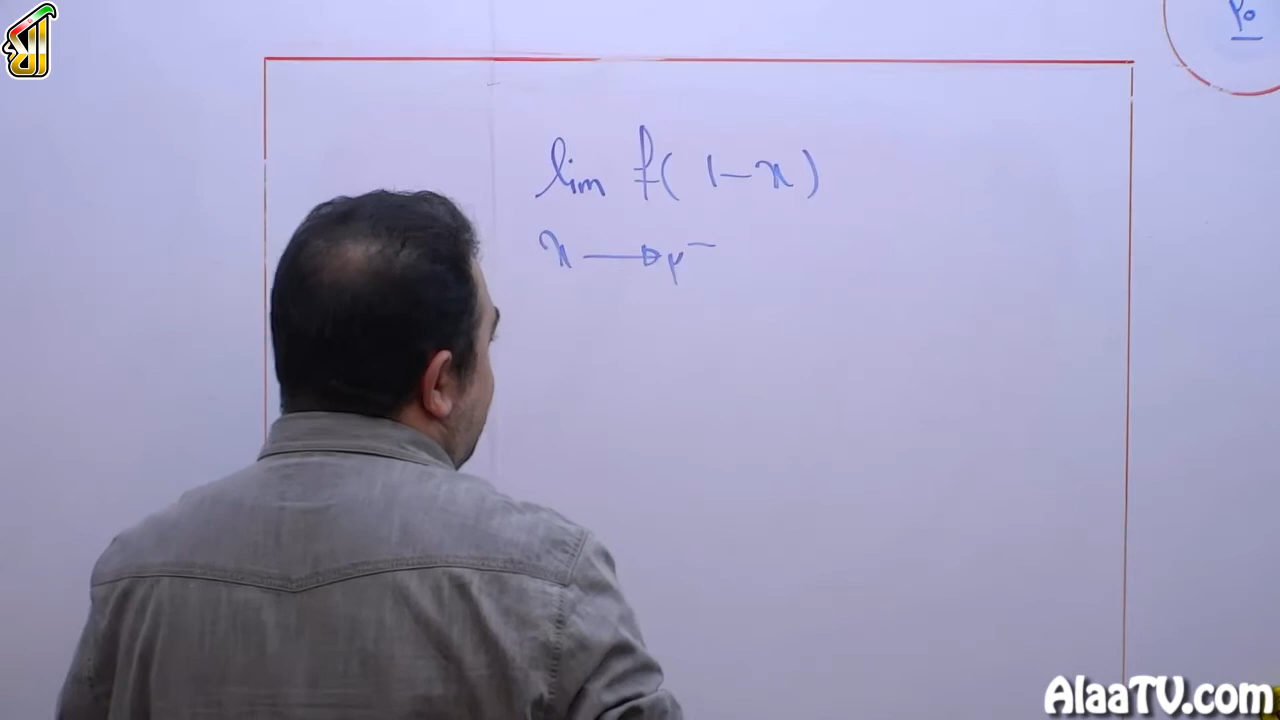 lim f(1-x)
x → ۲⁻
۲۰
AlaaTV.com